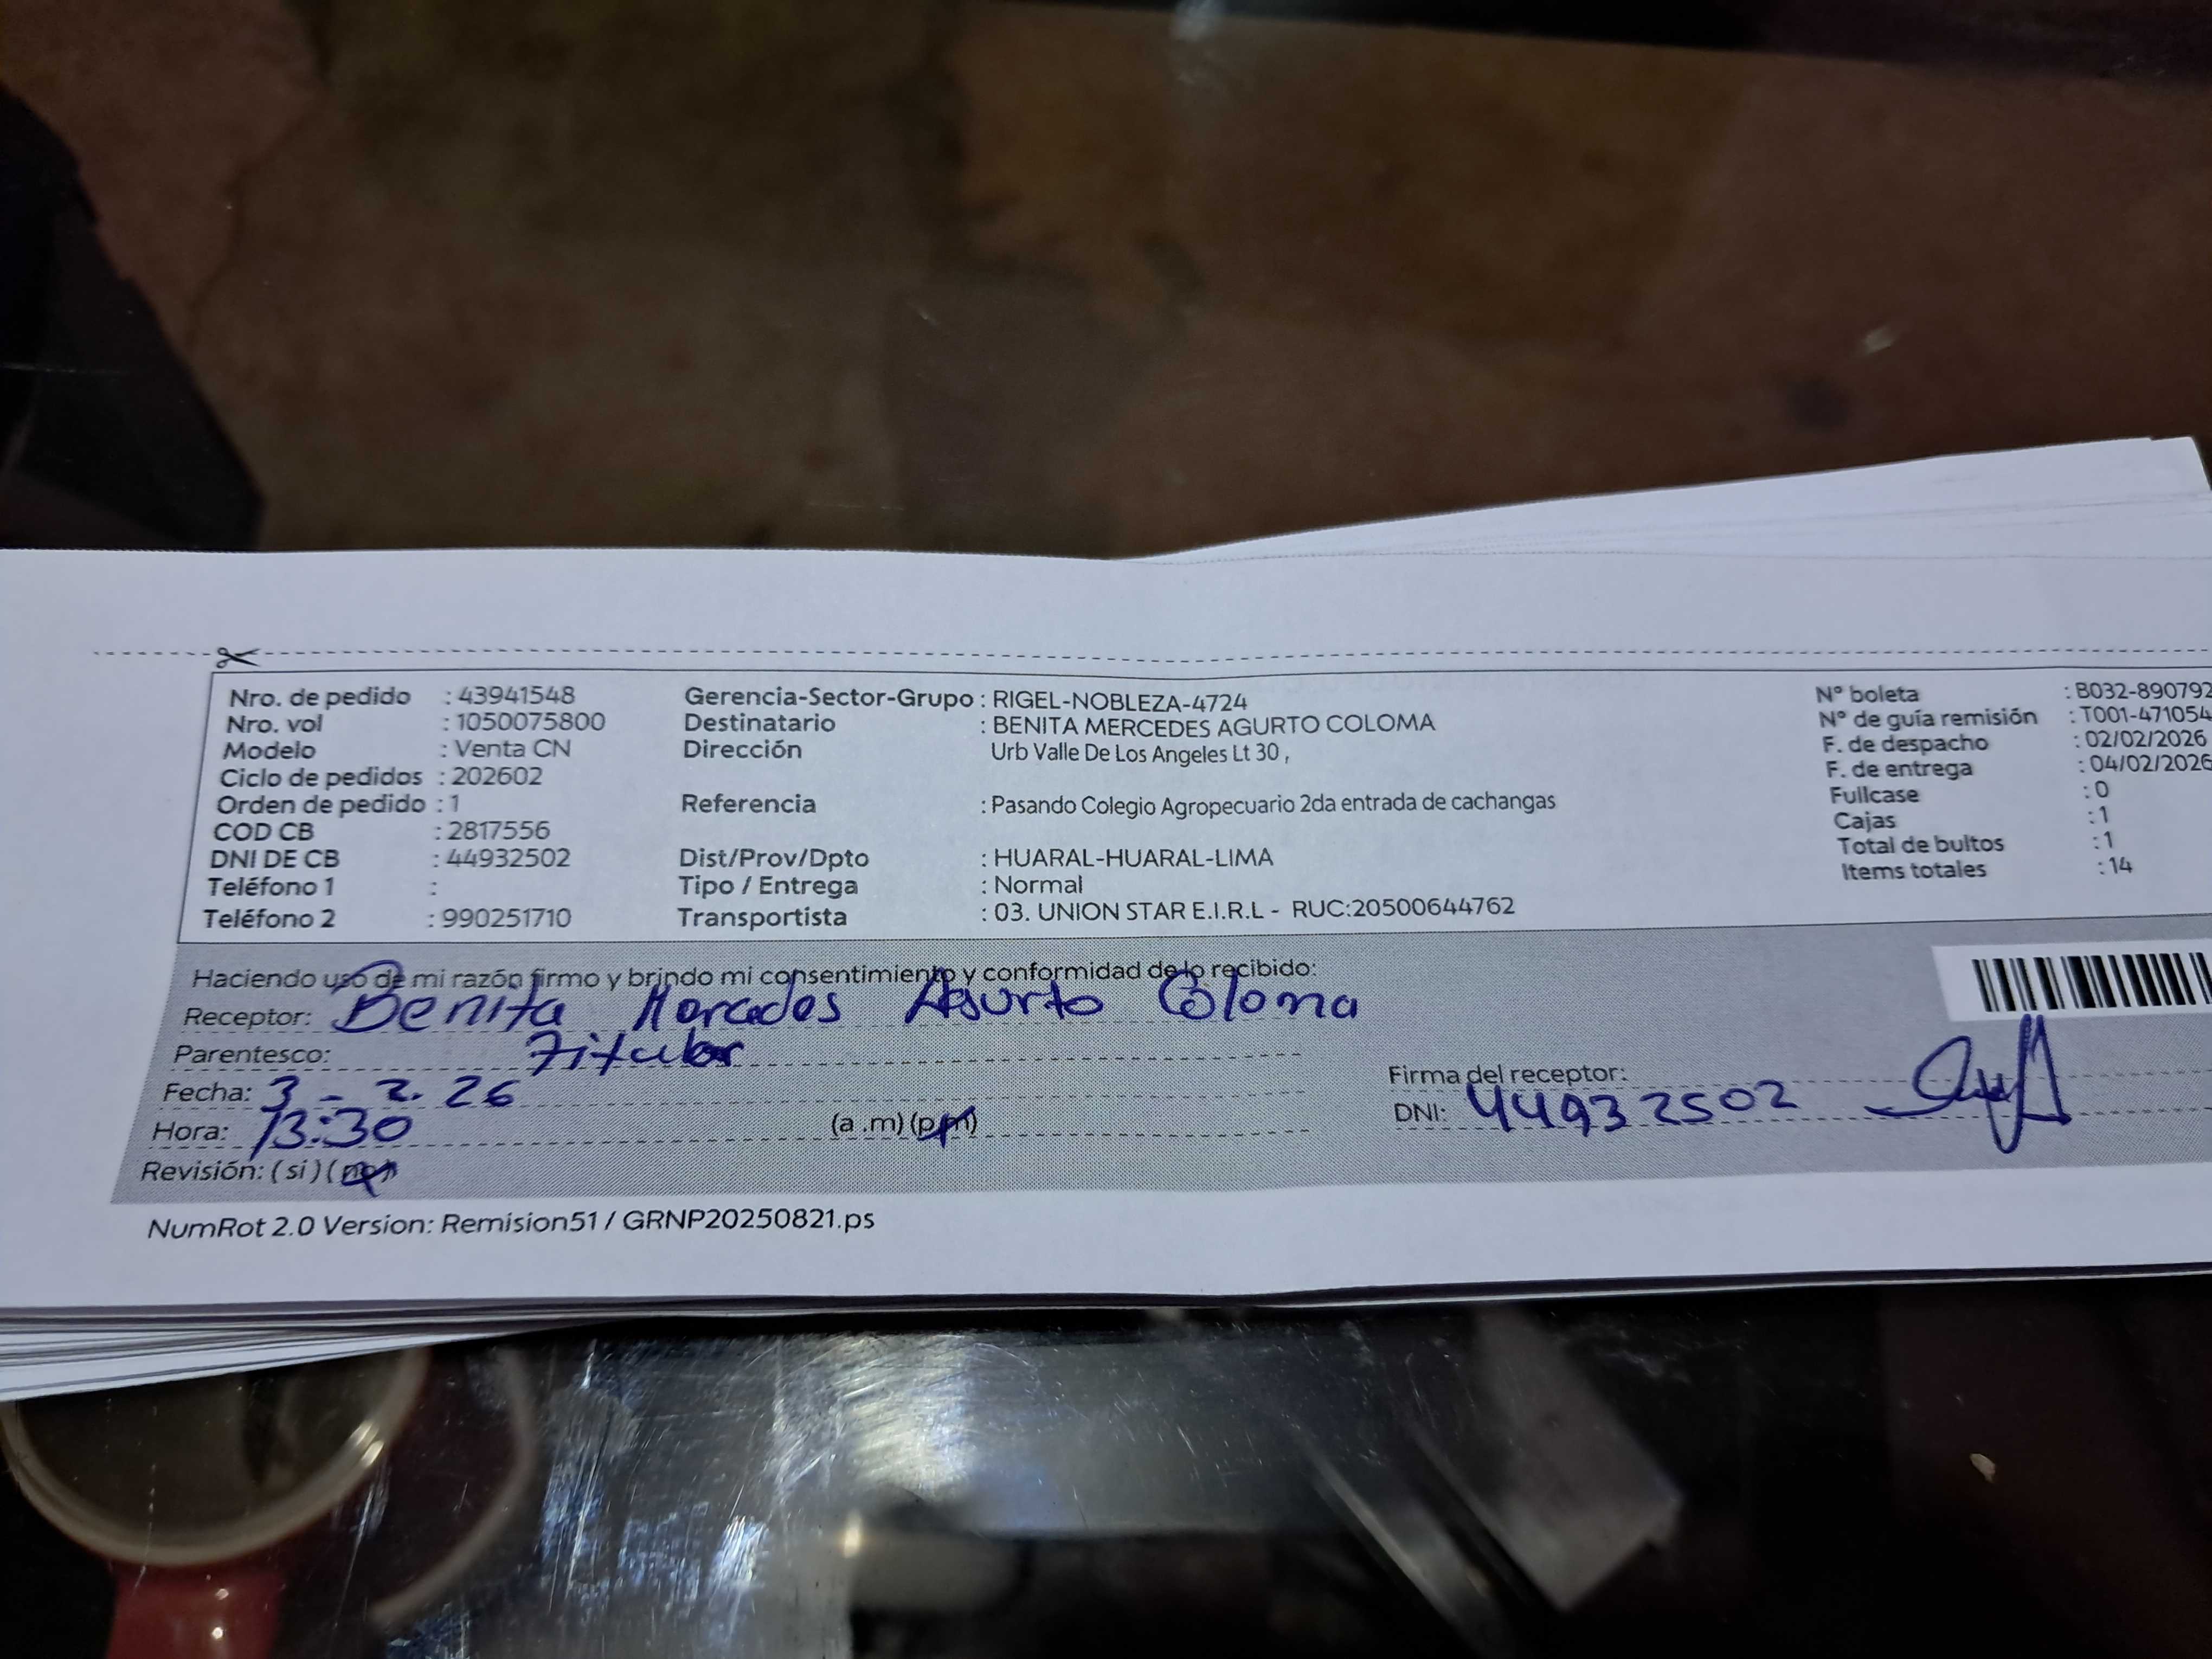 Nro. de pedido : 43941548 Gerencia-Sector-Grupo : RIGEL-NOBLEZA-4724 N° boleta : B032-890792
Nro. vol : 1050075800 Destinatario : BENITA MERCEDES AGURTO COLOMA N° de guía remisión : T001-471054
Modelo : Venta CN Dirección Urb Valle De Los Angeles Lt 30 , F. de despacho : 02/02/2026
Ciclo de pedidos : 202602 F. de entrega : 04/02/2026
Orden de pedido : 1 Referencia : Pasando Colegio Agropecuario 2da entrada de cachangas Fullcase : 0
COD CB : 2817556 Cajas : 1
DNI DE CB : 44932502 Dist/Prov/Dpto : HUARAL-HUARAL-LIMA Total de bultos : 1
Teléfono 1 : Tipo / Entrega : Normal Items totales : 14
Teléfono 2 : 990251710 Transportista : 03. UNION STAR E.I.R.L - RUC:20500644762
Haciendo uso de mi razón firmo y brindo mi consentimiento y conformidad de lo recibido:
Receptor: Benita Mercedes Agurto Coloma
Parentesco: Titular
Fecha: 3 - 2. 26 Firma del receptor:
Hora: 13:30 (a .m) (pm) DNI: 44932502
Revisión: ( si ) ( no )
NumRot 2.0 Version: Remision51 / GRNP20250821.ps